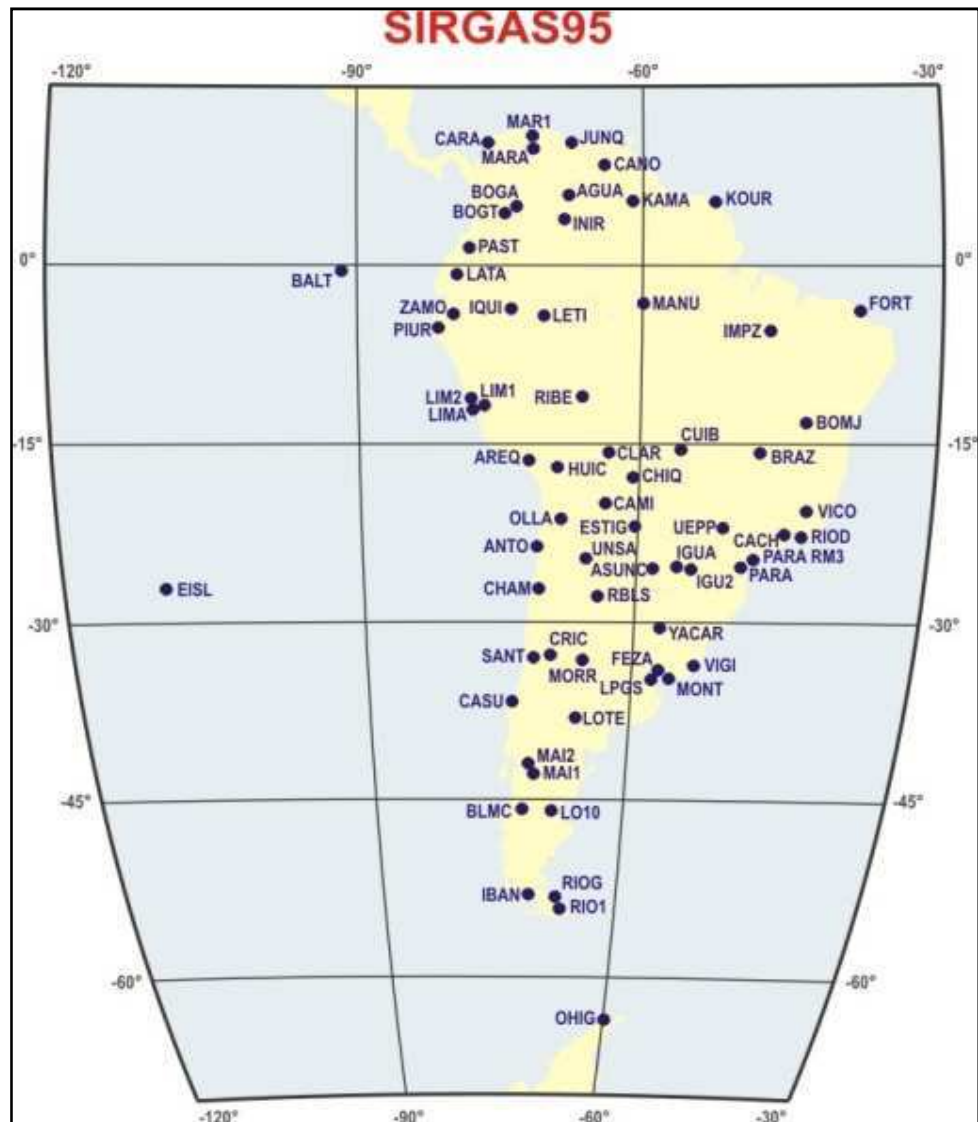 SIRGAS95
-120° -90° -60° -30°
MAR1
CARA JUNQ
MARA
CANO
BOGA AGUA
KAMA KOUR
BOGT
INIR
PAST
0° 0°
LATA
BALT
ZAMO IQUI MANU FORT
LETI
PIUR IMPZ
LIM2 LIM1 RIBE
LIMA
BOMJ
-15° -15°
CUIB
AREQ CLAR BRAZ
HUIC CHIQ
CAMI
OLLA VICO
ESTIG UEPP
CACH RIOD
ANTO UNSA IGUA PARA RM3
ASUNC IGU2 PARA
EISL CHAM RBLS
-30° -30°
YACAR
CRIC
SANT FEZA VIGI
MORR
LPGS MONT
CASU
LOTE
MAI2
MAI1
-45° -45°
BLMC LO10
RIOG
IBAN
RIO1
-60° -60°
OHIG
-120° -90° -60° -30°